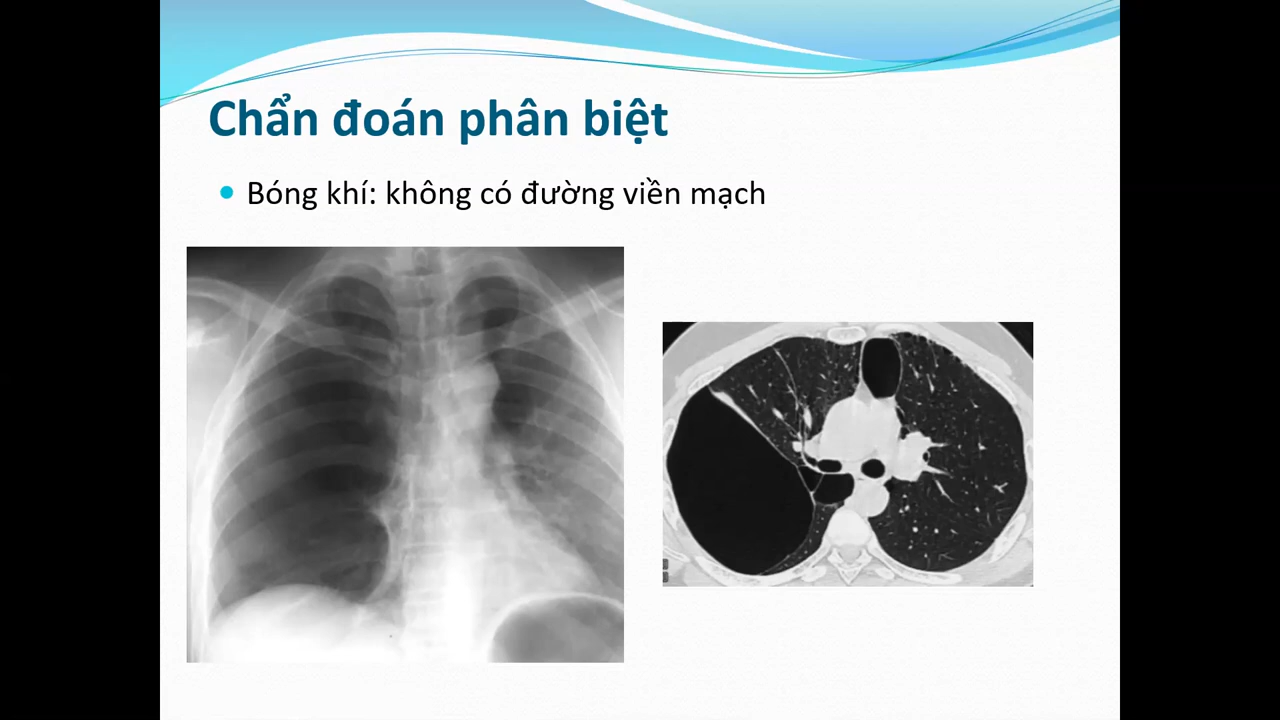 Chẩn đoán phân biệt
Bóng khí: không có đường viền mạch